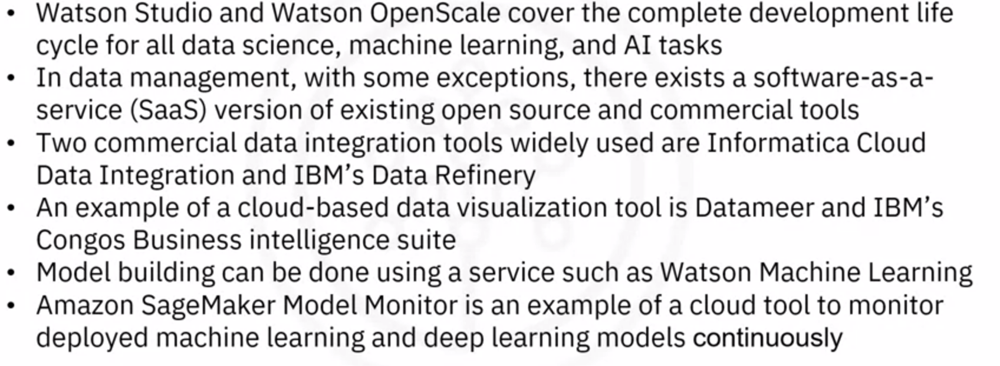 • Watson Studio and Watson OpenScale cover the complete development life
cycle for all data science, machine learning, and AI tasks
• In data management, with some exceptions, there exists a software-as-a-
service (SaaS) version of existing open source and commercial tools
• Two commercial data integration tools widely used are Informatica Cloud
Data Integration and IBM’s Data Refinery
• An example of a cloud-based data visualization tool is Datameer and IBM’s
Congos Business intelligence suite
• Model building can be done using a service such as Watson Machine Learning
• Amazon SageMaker Model Monitor is an example of a cloud tool to monitor
deployed machine learning and deep learning models continuously